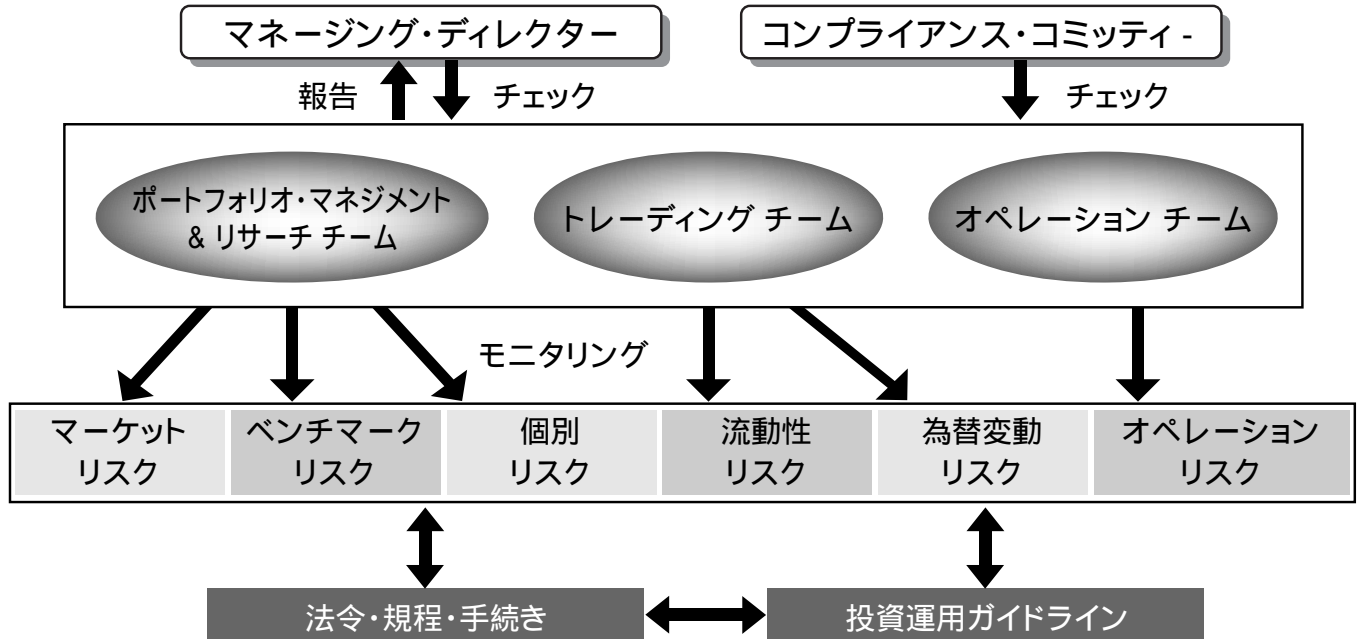 マネージング・ディレクター
コンプライアンス・コミッティ -
報告
チェック
チェック
ポートフォリオ・マネジメント
& リサーチ チーム
トレーディング チーム
オペレーション チーム
モニタリング
マーケット
リスク
ベンチマーク
リスク
個別
リスク
流動性
リスク
為替変動
リスク
オペレーション
リスク
法令・規程・手続き
投資運用ガイドライン